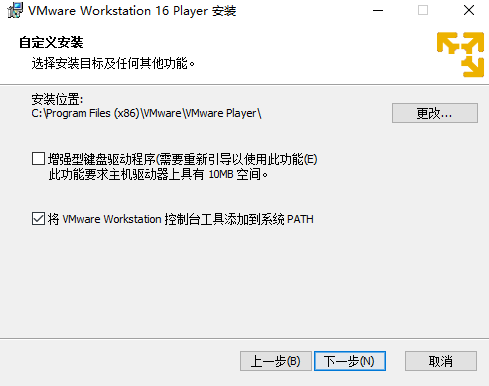 VMware Workstation 16 Player 安装
自定义安装
选择安装目标及任何其他功能。
安装位置:
C:\Program Files (x86)\VMware\VMware Player\
更改...
增强型键盘驱动程序(需要重新引导以使用此功能(E)
此功能要求主机驱动器上具有 10MB 空间。
将 VMware Workstation 控制台工具添加到系统 PATH
上一步(B) 下一步(N) 取消